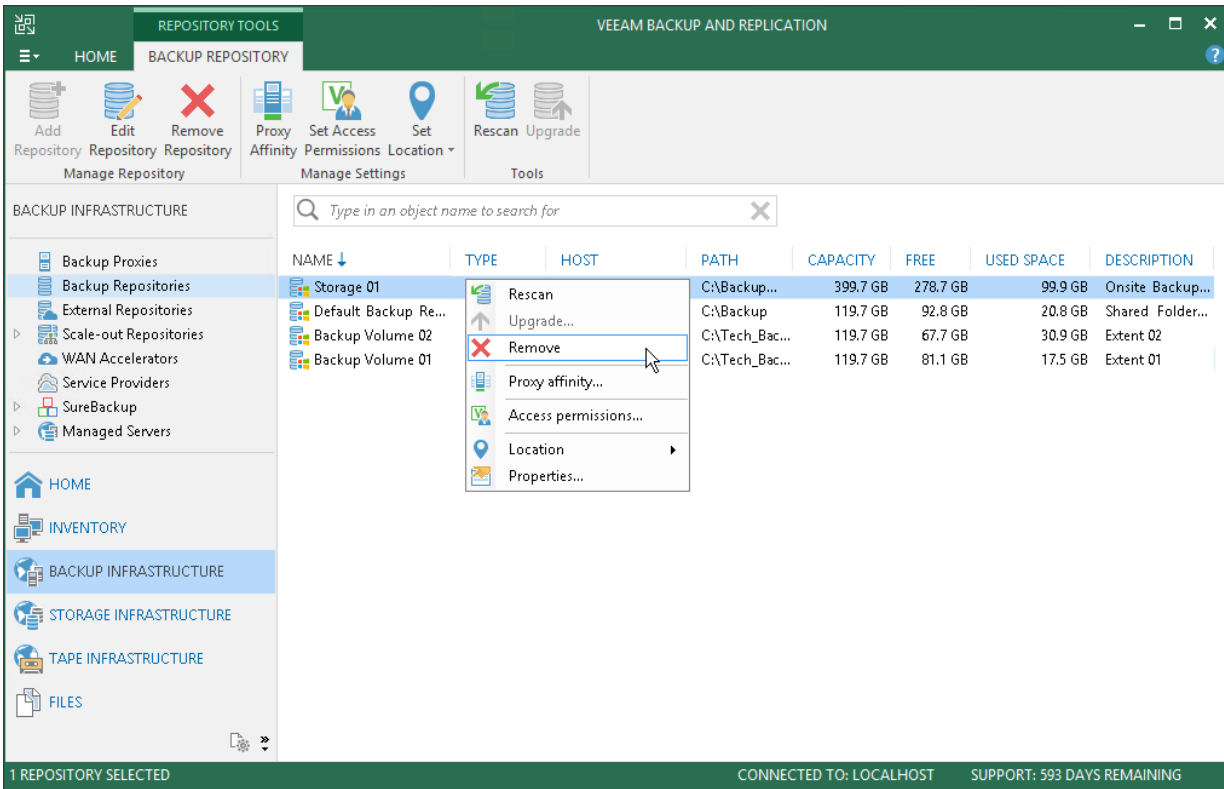 REPOSITORY TOOLS
VEEAM BACKUP AND REPLICATION
HOME
BACKUP REPOSITORY
?
Add Repository
Edit Repository
Remove Repository
Manage Repository
Proxy Affinity
Set Access Permissions
Set Location
Manage Settings
Rescan
Upgrade
Tools
BACKUP INFRASTRUCTURE
Backup Proxies
Backup Repositories
External Repositories
Scale-out Repositories
WAN Accelerators
Service Providers
SureBackup
Managed Servers
HOME
INVENTORY
BACKUP INFRASTRUCTURE
STORAGE INFRASTRUCTURE
TAPE INFRASTRUCTURE
FILES
Type in an object name to search for
NAME TYPE HOST PATH CAPACITY FREE USED SPACE DESCRIPTION
Storage 01 C:\Backup... 399.7 GB 278.7 GB 99.9 GB Onsite Backup...
Default Backup Re... C:\Backup 119.7 GB 92.8 GB 20.8 GB Shared Folder...
Backup Volume 02 C:\Tech_Bac... 119.7 GB 67.7 GB 30.9 GB Extent 02
Backup Volume 01 C:\Tech_Bac... 119.7 GB 81.1 GB 17.5 GB Extent 01
Rescan
Upgrade...
Remove
Proxy affinity...
Access permissions...
Location
Properties...
1 REPOSITORY SELECTED
CONNECTED TO: LOCALHOST
SUPPORT: 593 DAYS REMAINING